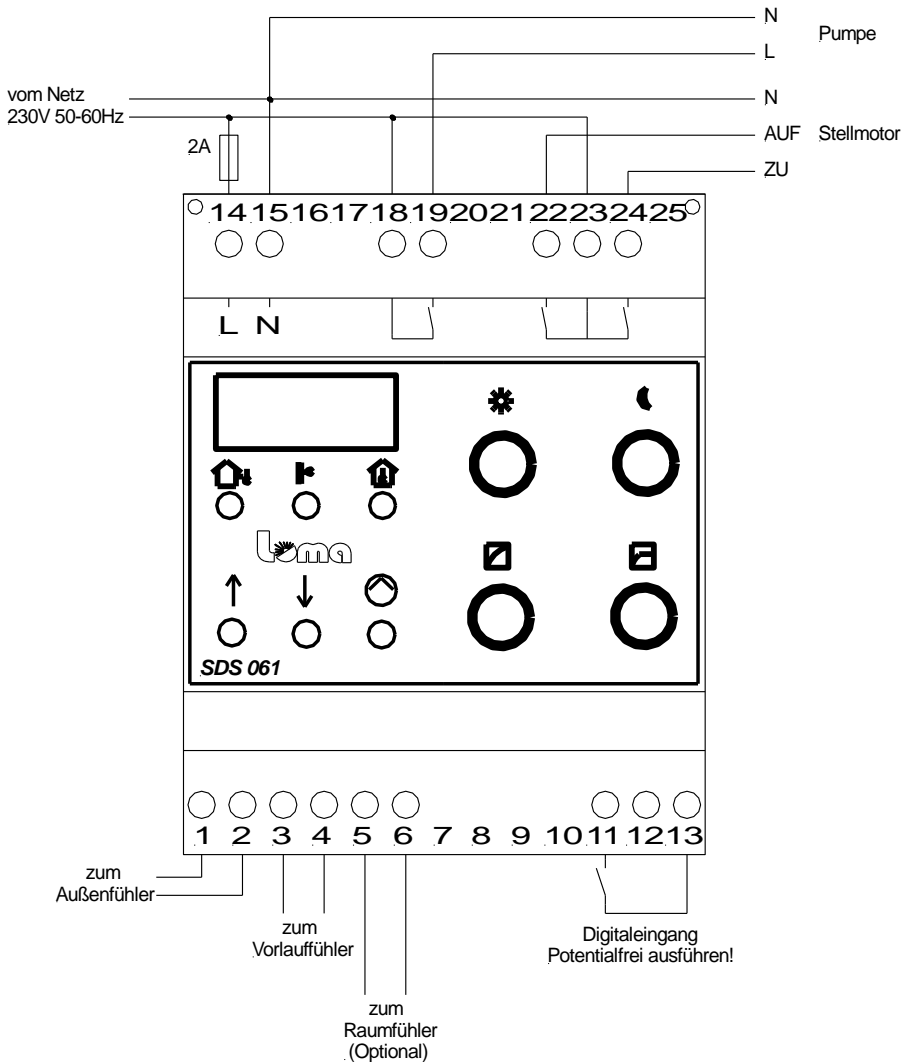 N
Pumpe
L
vom Netz
N
230V 50-60Hz
AUF Stellmotor
2A
ZU
14 15 16 17 18 19 20 21 22 23 24 25
L N
loma
SDS 061
1 2 3 4 5 6 7 8 9 10 11 12 13
zum
Außenfühler
zum
Vorlauffühler
Digitaleingang
Potentialfrei ausführen!
zum
Raumfühler
(Optional)